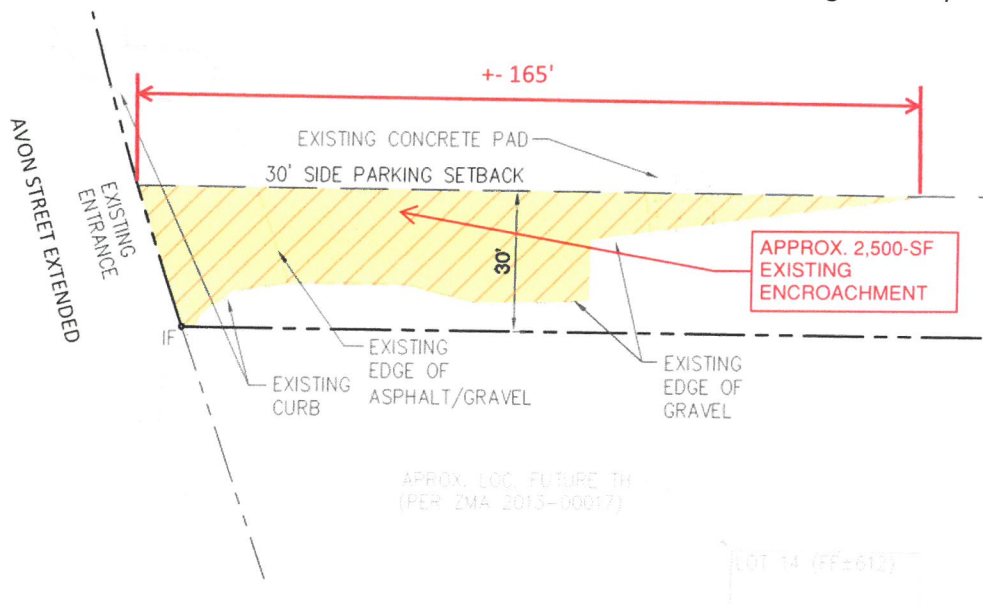 +- 165'
EXISTING CONCRETE PAD
30' SIDE PARKING SETBACK
AVON STREET EXTENDED
EXISTING
ENTRANCE
30'
APPROX. 2,500-SF
EXISTING
ENCROACHMENT
IF
EXISTING
CURB
EXISTING
EDGE OF
ASPHALT/GRAVEL
EXISTING
EDGE OF
GRAVEL
APROX. LOC. FUTURE TH
(PER ZMA 2013-00017)
LOT 14 (FF±612)